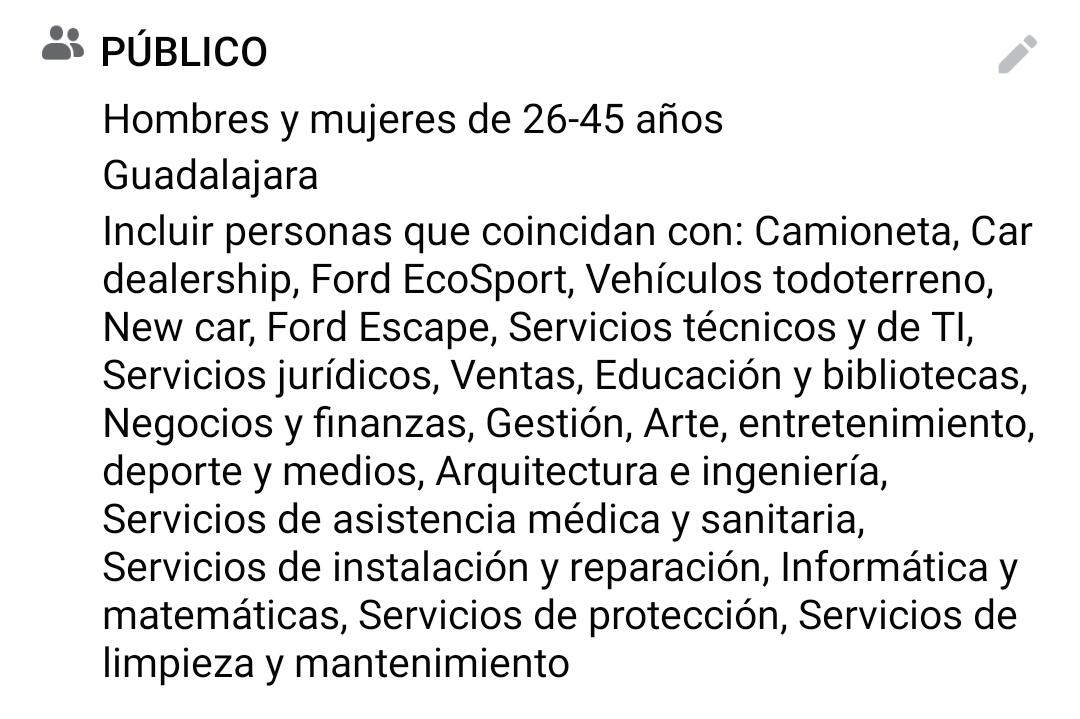 PÚBLICO
Hombres y mujeres de 26-45 años
Guadalajara
Incluir personas que coincidan con: Camioneta, Car
dealership, Ford EcoSport, Vehículos todoterreno,
New car, Ford Escape, Servicios técnicos y de TI,
Servicios jurídicos, Ventas, Educación y bibliotecas,
Negocios y finanzas, Gestión, Arte, entretenimiento,
deporte y medios, Arquitectura e ingeniería,
Servicios de asistencia médica y sanitaria,
Servicios de instalación y reparación, Informática y
matemáticas, Servicios de protección, Servicios de
limpieza y mantenimiento